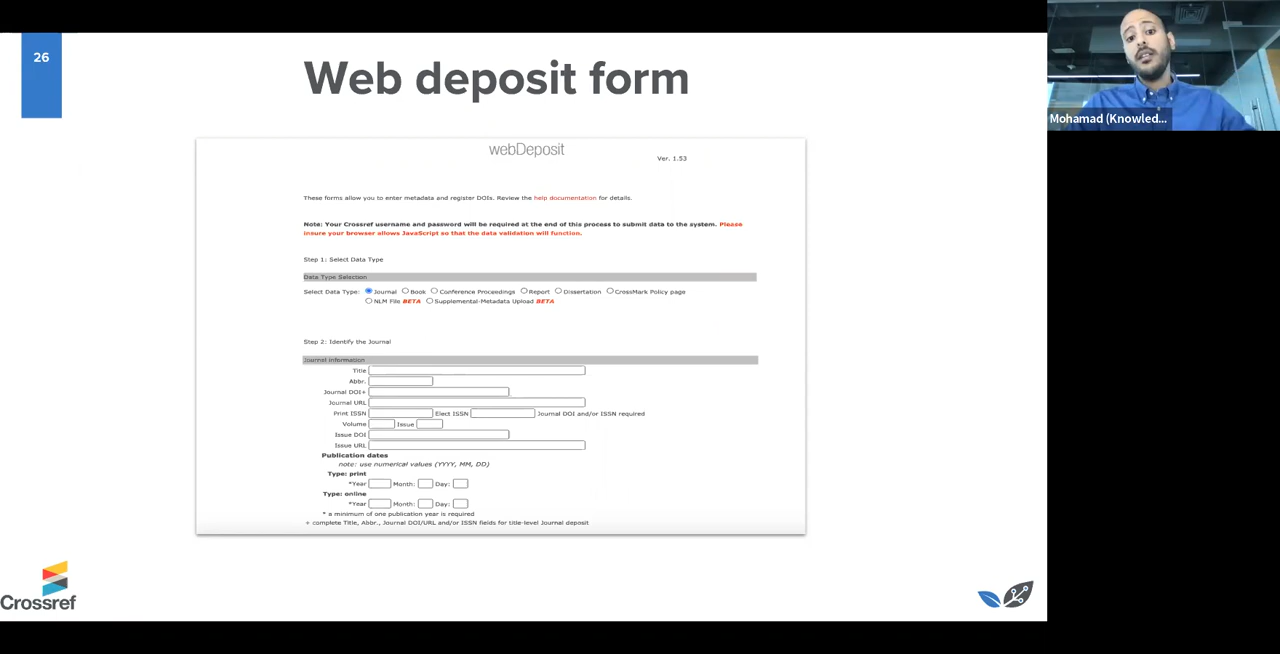 26
Web deposit form
Mohamad (Knowled...
webDeposit
Ver. 1.53
These forms allow you to enter metadata and register DOIs. Review the help documentation for details.
Note: Your Crossref username and password will be required at the end of this process to submit data to the system. Please
insure your browser allows JavaScript so that the data validation will function.
Step 1: Select Data Type
Data Type Selection
Select Data Type: Journal Book Conference Proceedings Report Dissertation CrossMark Policy page
NLM File BETA Supplemental-Metadata Upload BETA
Step 2: Identify the Journal
Journal Information
Title
Abbr.
Journal DOI+
Journal URL
Print ISSN Elect ISSN Journal DOI and/or ISSN required
Volume Issue
Issue DOI
Issue URL
Publication dates
note: use numerical values (YYYY, MM, DD)
Type: print
*Year Month: Day:
Type: online
*Year Month: Day:
* a minimum of one publication year is required
+ complete Title, Abbr., Journal DOI/URL and/or ISSN fields for title-level Journal deposit
Crossref